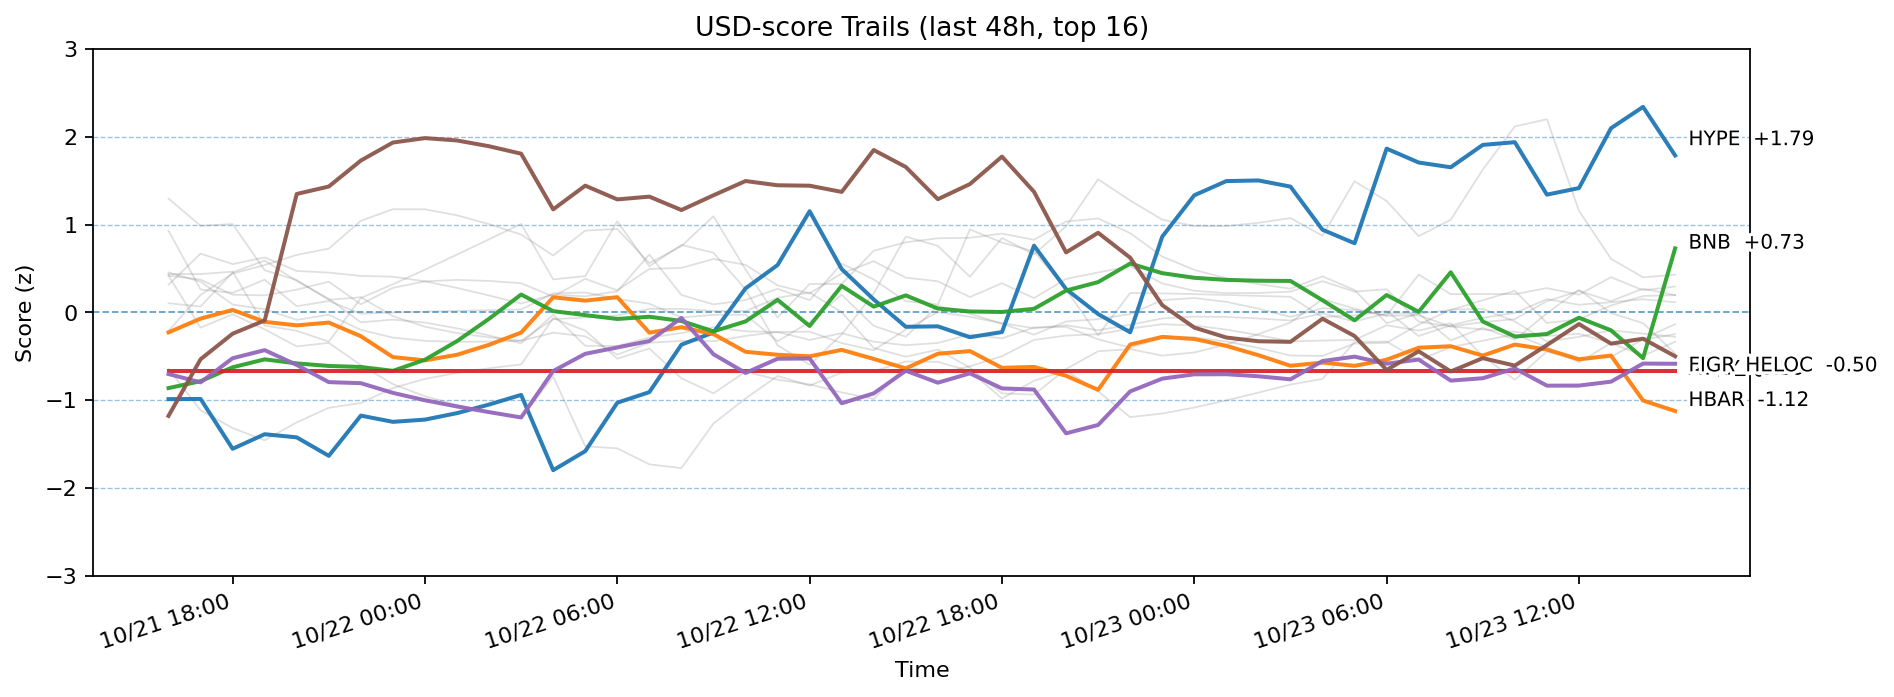 USD-score Trails (last 48h, top 16)
Score (z)
3
2
1
0
−1
−2
−3
HYPE +1.79
BNB +0.73
HELOC -0.50
HBAR -1.12
10/21 18:00
10/22 00:00
10/22 06:00
10/22 12:00
10/22 18:00
10/23 00:00
10/23 06:00
10/23 12:00
Time